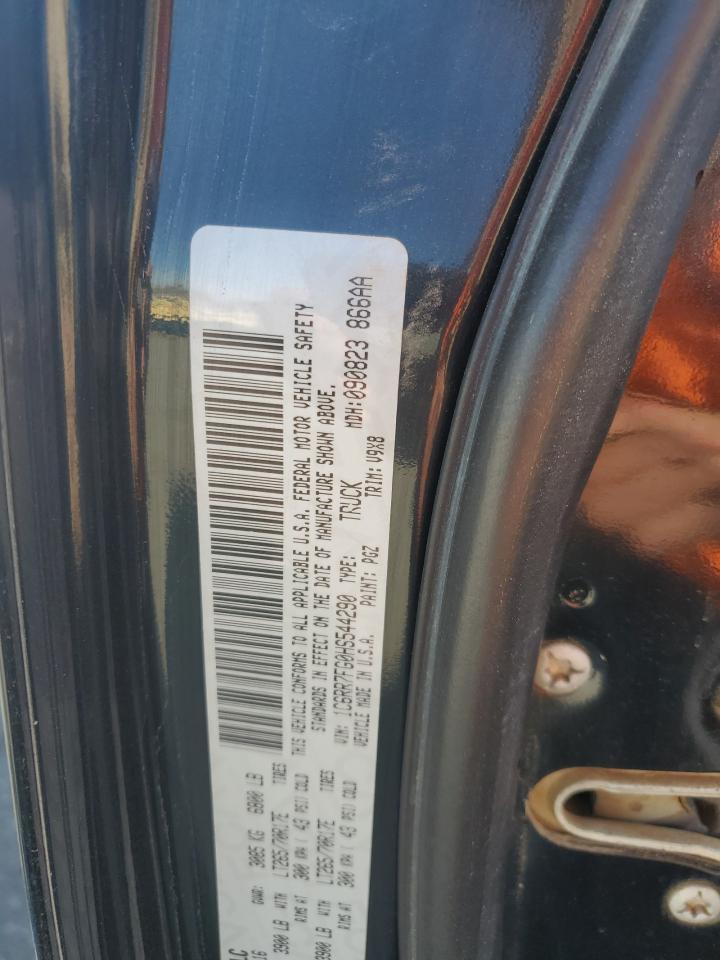 LC
16 GVWR: 3085 KG 6800 LB
3900 LB WITH LT265/70R17E TIRES
RIMS AT 300 KPA( 43 PSI) COLD
3900 LB WITH LT265/70R17E TIRES
300 KPA( 43 PSI) COLD
THIS VEHICLE CONFORMS TO ALL APPLICABLE U.S.A. FEDERAL MOTOR VEHICLE SAFETY
STANDARDS IN EFFECT ON THE DATE OF MANUFACTURE SHOWN ABOVE.
VIN: 1C6RR7FG0HS544290 TYPE: TRUCK MDH:090823 866AA
VEHICLE MADE IN U.S.A. PAINT: PGZ TRIM: V9X8